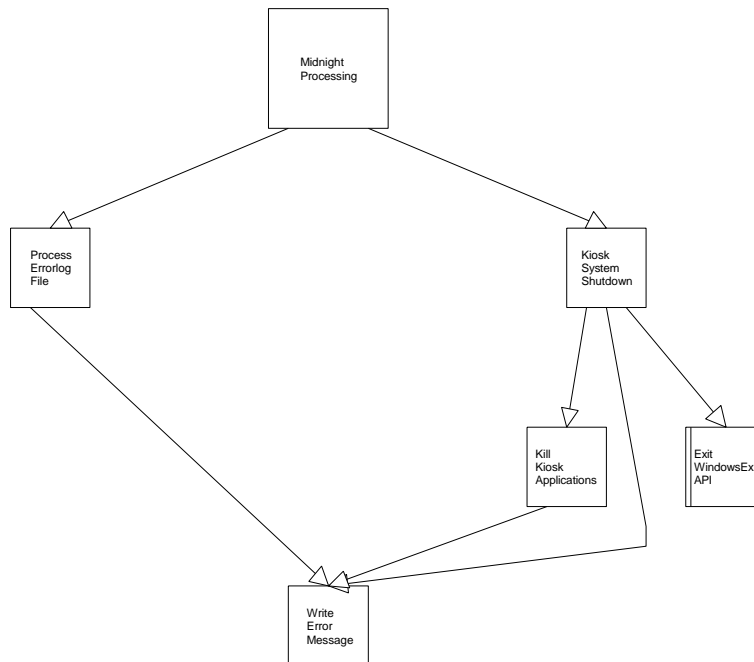 Midnight
Processing
Process
Errorlog
File
Kiosk
System
Shutdown
Kill
Kiosk
Applications
Exit
WindowsEx
API
Write
Error
Message